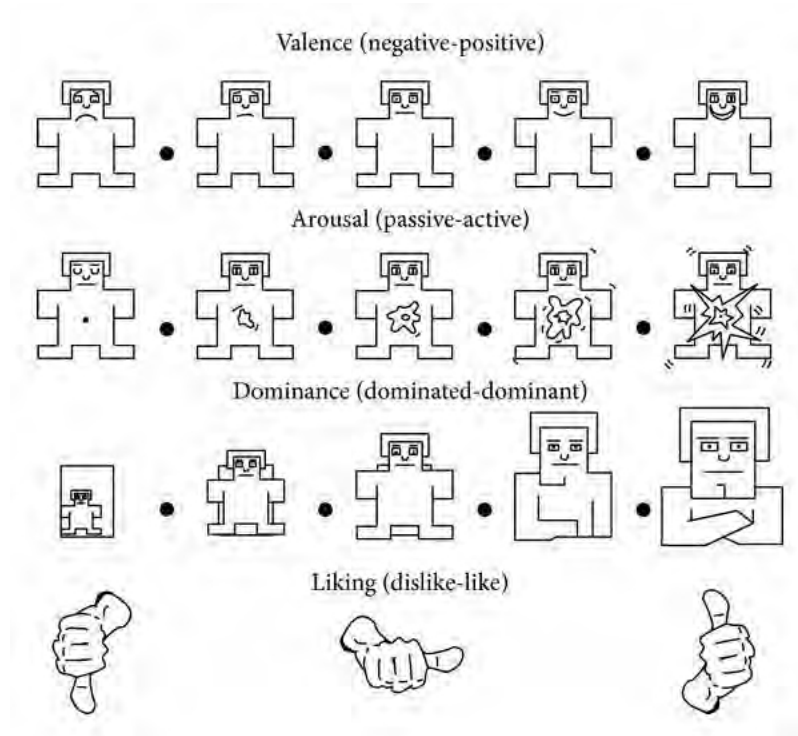 Valence (negative-positive)
Arousal (passive-active)
Dominance (dominated-dominant)
Liking (dislike-like)